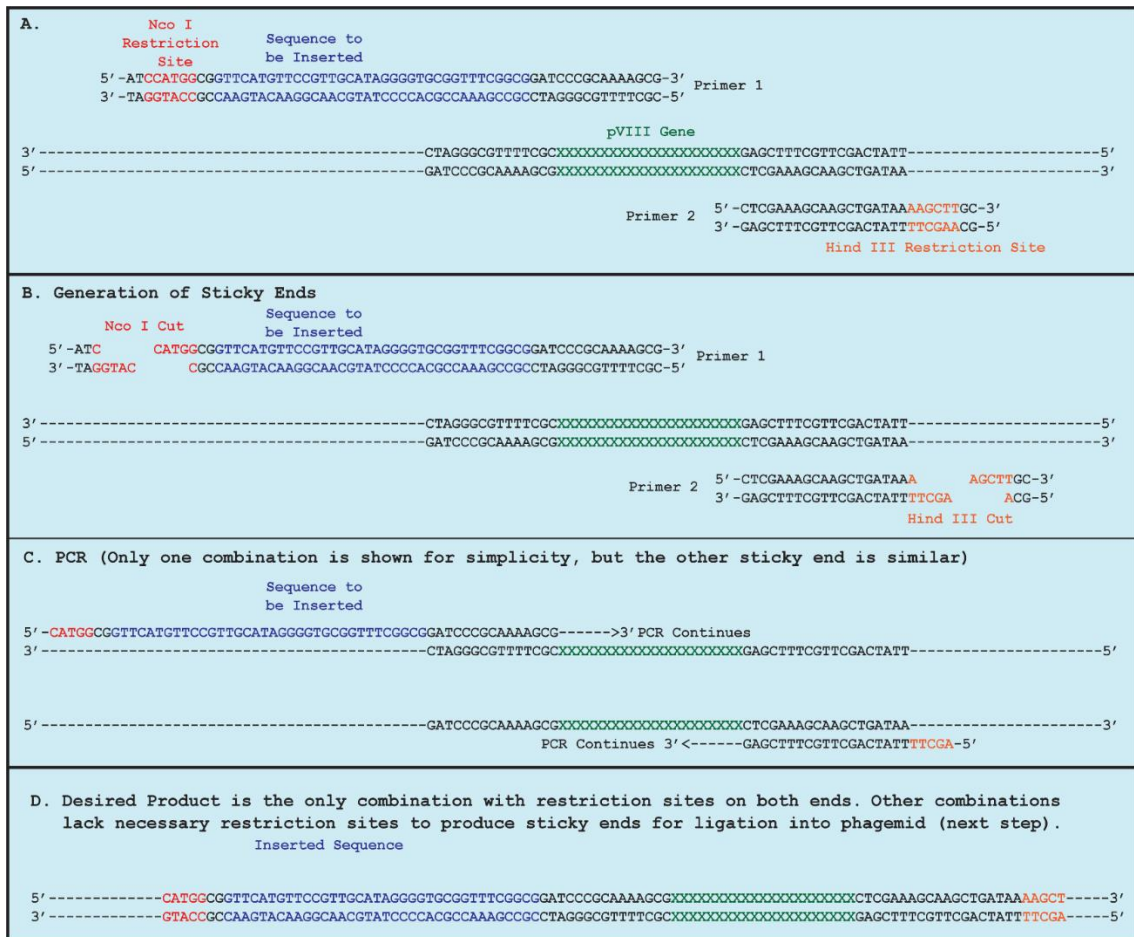 A.
Nco I
Restriction
Site
Sequence to
be Inserted
5'-ATCCATGGCGGTTCATGTTCCGTTGCATAGGGGTGCGGTTTCGGCGGATCCCGCAAAAGCG-3'
3'-TAGGTACCGCCAAGTACAAGGCAACGTATCCCCACGCCAAAGCCGCCTAGGGCGTTTTCGC-5'
Primer 1
pVIII Gene
3'------------------------------------CTAGGGCGTTTTCGCXXXXXXXXXXXXXXXXXXXXXGAGCTTTCGTTCGACTATT------------------5'
5'------------------------------------GATCCCGCAAAAGCGXXXXXXXXXXXXXXXXXXXXXCTCGAAAGCAAGCTGATAA------------------3'
Primer 2
5'-CTCGAAAGCAAGCTGATAAAAGCTTGC-3'
3'-GAGCTTTCGTTCGACTATTTTCGAACG-5'
Hind III Restriction Site
B. Generation of Sticky Ends
Nco I Cut
Sequence to
be Inserted
5'-ATC CATGGCGGTTCATGTTCCGTTGCATAGGGGTGCGGTTTCGGCGGATCCCGCAAAAGCG-3'
3'-TAGGTAC CGCCAAGTACAAGGCAACGTATCCCCACGCCAAAGCCGCCTAGGGCGTTTTCGC-5'
Primer 1
3'------------------------------------CTAGGGCGTTTTCGCXXXXXXXXXXXXXXXXXXXXXGAGCTTTCGTTCGACTATT------------------5'
5'------------------------------------GATCCCGCAAAAGCGXXXXXXXXXXXXXXXXXXXXXCTCGAAAGCAAGCTGATAA------------------3'
Primer 2
5'-CTCGAAAGCAAGCTGATAAA AGCTTGC-3'
3'-GAGCTTTCGTTCGACTATTTTCGA ACG-5'
Hind III Cut
C. PCR (Only one combination is shown for simplicity, but the other sticky end is similar)
Sequence to
be Inserted
5'-CATGGCGGTTCATGTTCCGTTGCATAGGGGTGCGGTTTCGGCGGATCCCGCAAAAGCG------>3' PCR Continues
3'------------------------------------CTAGGGCGTTTTCGCXXXXXXXXXXXXXXXXXXXXXGAGCTTTCGTTCGACTATT------------------5'
5'------------------------------------GATCCCGCAAAAGCGXXXXXXXXXXXXXXXXXXXXXCTCGAAAGCAAGCTGATAA------------------3'
PCR Continues 3'<------GAGCTTTCGTTCGACTATTTTCGA-5'
D. Desired Product is the only combination with restriction sites on both ends. Other combinations
lack necessary restriction sites to produce sticky ends for ligation into phagemid (next step).
Inserted Sequence
5'-----------CATGGCGGTTCATGTTCCGTTGCATAGGGGTGCGGTTTCGGCGGATCCCGCAAAAGCGXXXXXXXXXXXXXXXXXXXXXCTCGAAAGCAAGCTGATAAAAGCT-----3'
3'-----------GTACCGCCAAGTACAAGGCAACGTATCCCCACGCCAAAGCCGCCTAGGGCGTTTTCGCXXXXXXXXXXXXXXXXXXXXXGAGCTTTCGTTCGACTATTTTCGA-----5'